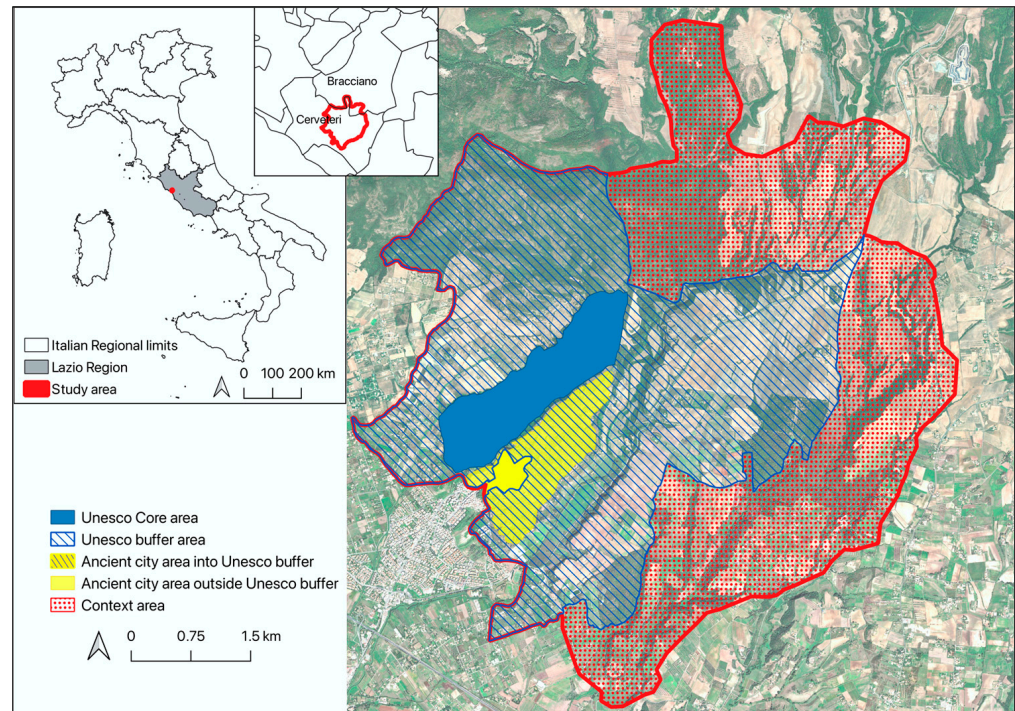 Bracciano
Cerveteri
Italian Regional limits
Lazio Region
Study area
0 100 200 km
Unesco Core area
Unesco buffer area
Ancient city area into Unesco buffer
Ancient city area outside Unesco buffer
Context area
0 0.75 1.5 km